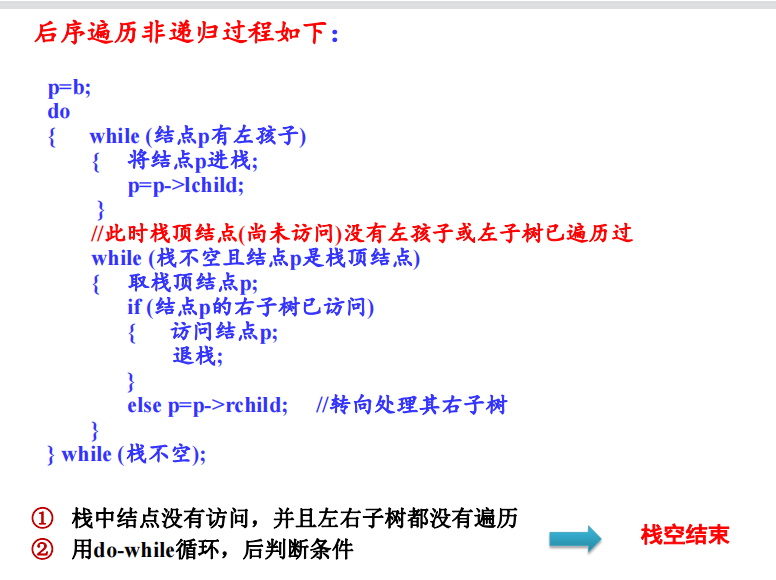 后序遍历非递归过程如下：
p=b;
do
{ while (结点p有左孩子)
{ 将结点p进栈;
p=p->lchild;
}
//此时栈顶结点(尚未访问)没有左孩子或左子树已遍历过
while (栈不空且结点p是栈顶结点)
{ 取栈顶结点p;
if (结点p的右子树已访问)
{ 访问结点p;
退栈;
}
else p=p->rchild; //转向处理其右子树
}
} while (栈不空);
① 栈中结点没有访问，并且左右子树都没有遍历
② 用do-while循环，后判断条件
栈空结束